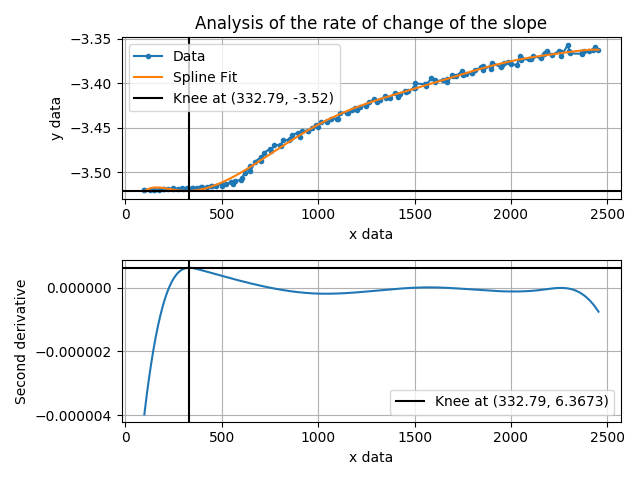 Analysis of the rate of change of the slope
Data
Spline Fit
Knee at (332.79, -3.52)
y data
−3.35
−3.40
−3.45
−3.50
0 500 1000 1500 2000 2500
x data
Second derivative
0.000000
−0.000002
−0.000004
Knee at (332.79, 6.3673)
0 500 1000 1500 2000 2500
x data